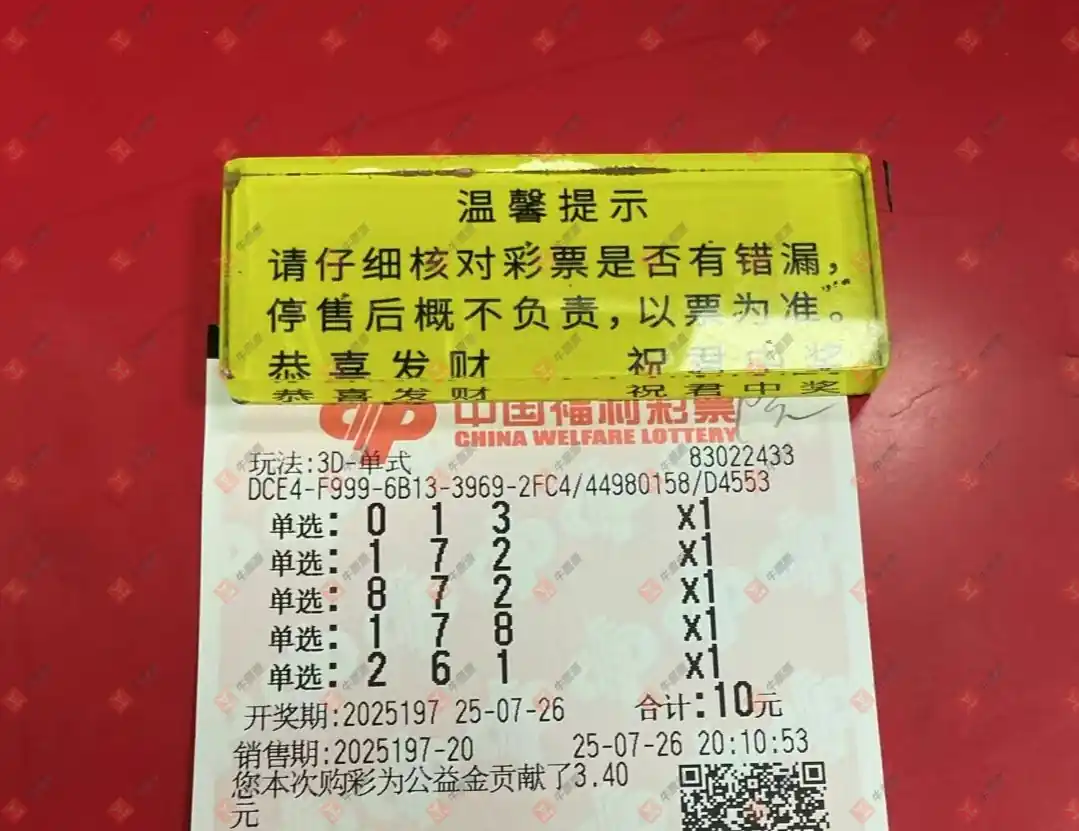 温馨提示
请仔细核对彩票是否有错漏，
停售后概不负责，以票为准。
恭喜发财 祝君中奖
中国福利彩票
CHINA WELFARE LOTTERY
玩法:3D-单式 83022433
DCE4-F999-6B13-3969-2FC4/44980158/D4553
单选: 0 1 3 x1
单选: 1 7 2 x1
单选: 8 7 2 x1
单选: 1 7 8 x1
单选: 2 6 1 x1
开奖期:2025197 25-07-26 合计:10元
销售期:2025197-20 25-07-26 20:10:53
您本次购彩为公益金贡献了3.40
元